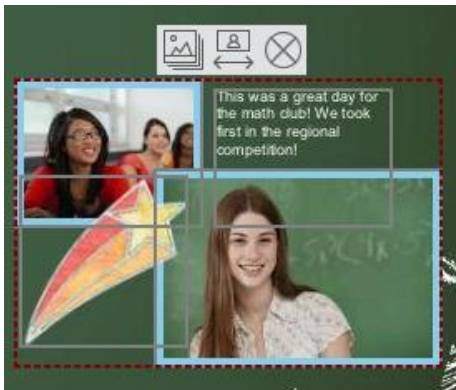 This was a great day for
the math club! We took
first in the regional
competition!